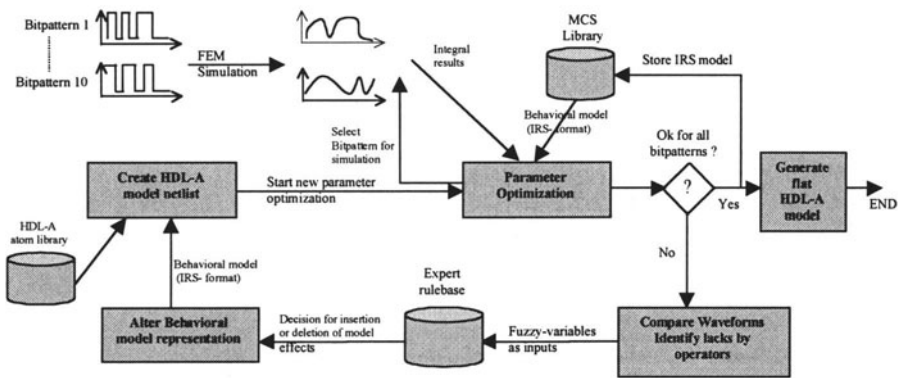 Bitpattern 1
Bitpattern 10
FEM
Simulation
Integral
results
MCS
Library
Store IRS model
Behavioral model
(IRS-format)
Select
Bitpattern for
simulation
Ok for all
bitpatterns ?
Create HDL-A
model netlist
Start new parameter
optimization
Parameter
Optimization
?
Yes
Generate
flat
HDL-A
model
END
HDL-A
atom library
Behavioral model
(IRS- format)
No
Expert
rulebase
Alter Behavioral
model representation
Decision for insertion
or deletion of model
effects
Fuzzy-variables
as inputs
Compare Waveforms
Identify lacks by
operators